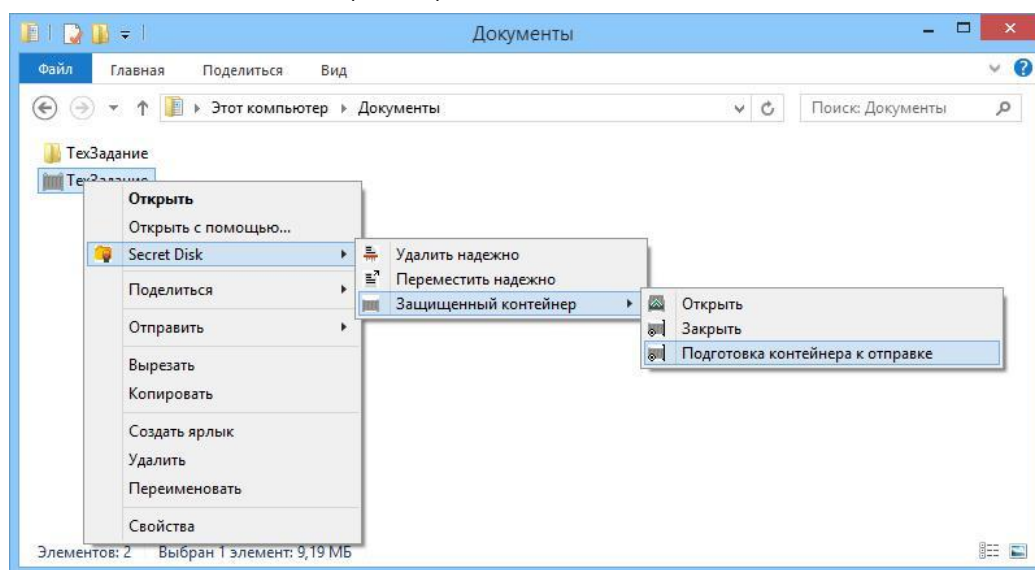 Документы
Файл Главная Поделиться Вид
Этот компьютер Документы Поиск: Документы
ТехЗадание
ТехЗадание
Открыть
Открыть с помощью...
Secret Disk
Поделиться
Отправить
Вырезать
Копировать
Создать ярлык
Удалить
Переименовать
Свойства
Удалить надежно
Переместить надежно
Защищенный контейнер
Открыть
Закрыть
Подготовка контейнера к отправке
Элементов: 2 Выбран 1 элемент: 9,19 МБ